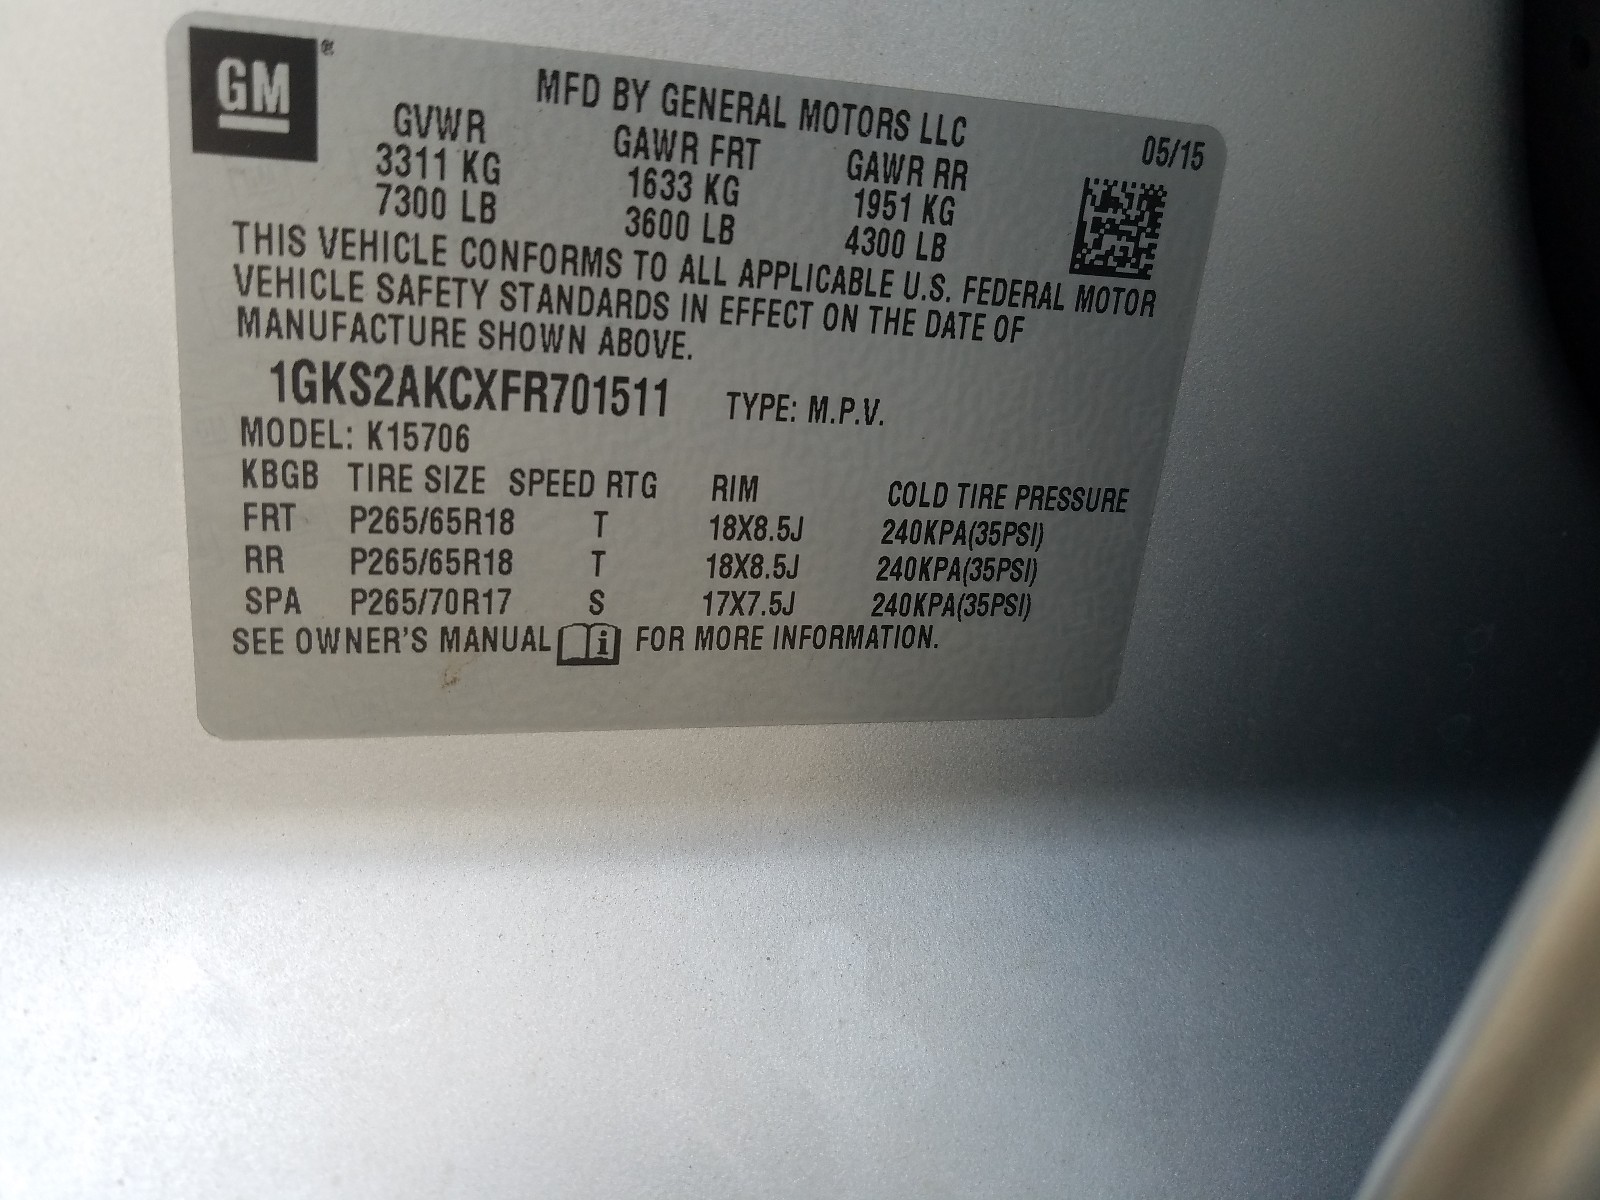 GM®
MFD BY GENERAL MOTORS LLC
05/15
GVWR GAWR FRT GAWR RR
3311 KG 1633 KG 1951 KG
7300 LB 3600 LB 4300 LB
THIS VEHICLE CONFORMS TO ALL APPLICABLE U.S. FEDERAL MOTOR
VEHICLE SAFETY STANDARDS IN EFFECT ON THE DATE OF
MANUFACTURE SHOWN ABOVE.
1GKS2AKCXFR701511 TYPE: M.P.V.
MODEL: K15706
KBGB TIRE SIZE SPEED RTG RIM COLD TIRE PRESSURE
FRT P265/65R18 T 18X8.5J 240KPA(35PSI)
RR P265/65R18 T 18X8.5J 240KPA(35PSI)
SPA P265/70R17 S 17X7.5J 240KPA(35PSI)
SEE OWNER'S MANUAL i FOR MORE INFORMATION.